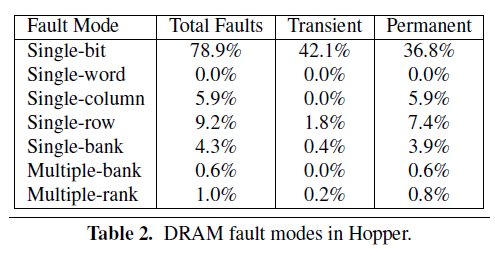 Fault Mode Total Faults Transient Permanent
Single-bit 78.9% 42.1% 36.8%
Single-word 0.0% 0.0% 0.0%
Single-column 5.9% 0.0% 5.9%
Single-row 9.2% 1.8% 7.4%
Single-bank 4.3% 0.4% 3.9%
Multiple-bank 0.6% 0.0% 0.6%
Multiple-rank 1.0% 0.2% 0.8%
Table 2. DRAM fault modes in Hopper.